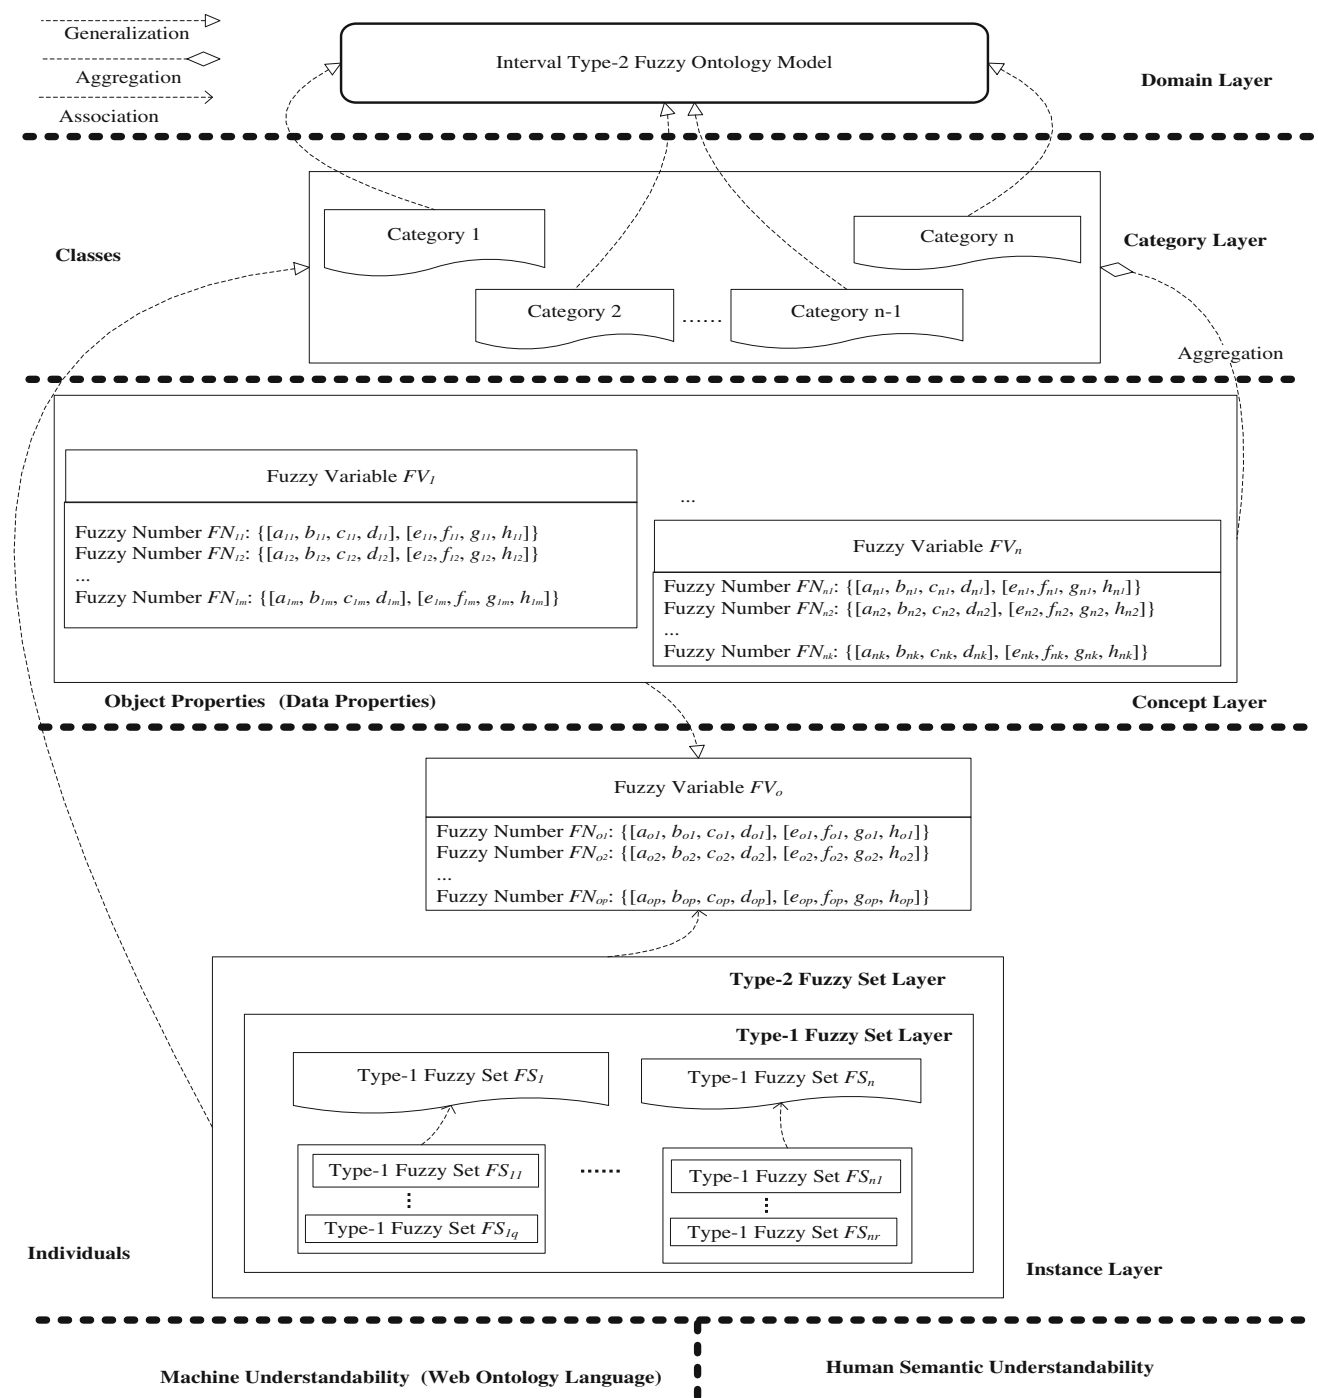 Generalization
Aggregation
Association
Interval Type-2 Fuzzy Ontology Model
Domain Layer
Classes
Category 1
Category n
Category Layer
Category 2
......
Category n-1
Aggregation
Fuzzy Variable FV1
Fuzzy Number FN11: {[a11, b11, c11, d11], [e11, f11, g11, h11]}
Fuzzy Number FN12: {[a12, b12, c12, d12], [e12, f12, g12, h12]}
...
Fuzzy Number FN1m: {[a1m, b1m, c1m, d1m], [e1m, f1m, g1m, h1m]}
...
Fuzzy Variable FVn
Fuzzy Number FNn1: {[an1, bn1, cn1, dn1], [en1, fn1, gn1, hn1]}
Fuzzy Number FNn2: {[an2, bn2, cn2, dn2], [en2, fn2, gn2, hn2]}
...
Fuzzy Number FNnk: {[ank, bnk, cnk, dnk], [enk, fnk, gnk, hnk]}
Object Properties (Data Properties)
Concept Layer
Fuzzy Variable FVo
Fuzzy Number FNo1: {[ao1, bo1, co1, do1], [eo1, fo1, go1, ho1]}
Fuzzy Number FNo2: {[ao2, bo2, co2, do2], [eo2, fo2, go2, ho2]}
...
Fuzzy Number FNop: {[aop, bop, cop, dop], [eop, fop, gop, hop]}
Type-2 Fuzzy Set Layer
Type-1 Fuzzy Set Layer
Type-1 Fuzzy Set FS1
Type-1 Fuzzy Set FSn
Type-1 Fuzzy Set FS11
...
Type-1 Fuzzy Set FS1q
......
Type-1 Fuzzy Set FSn1
...
Type-1 Fuzzy Set FSnr
Individuals
Instance Layer
Machine Understandability (Web Ontology Language)
Human Semantic Understandability